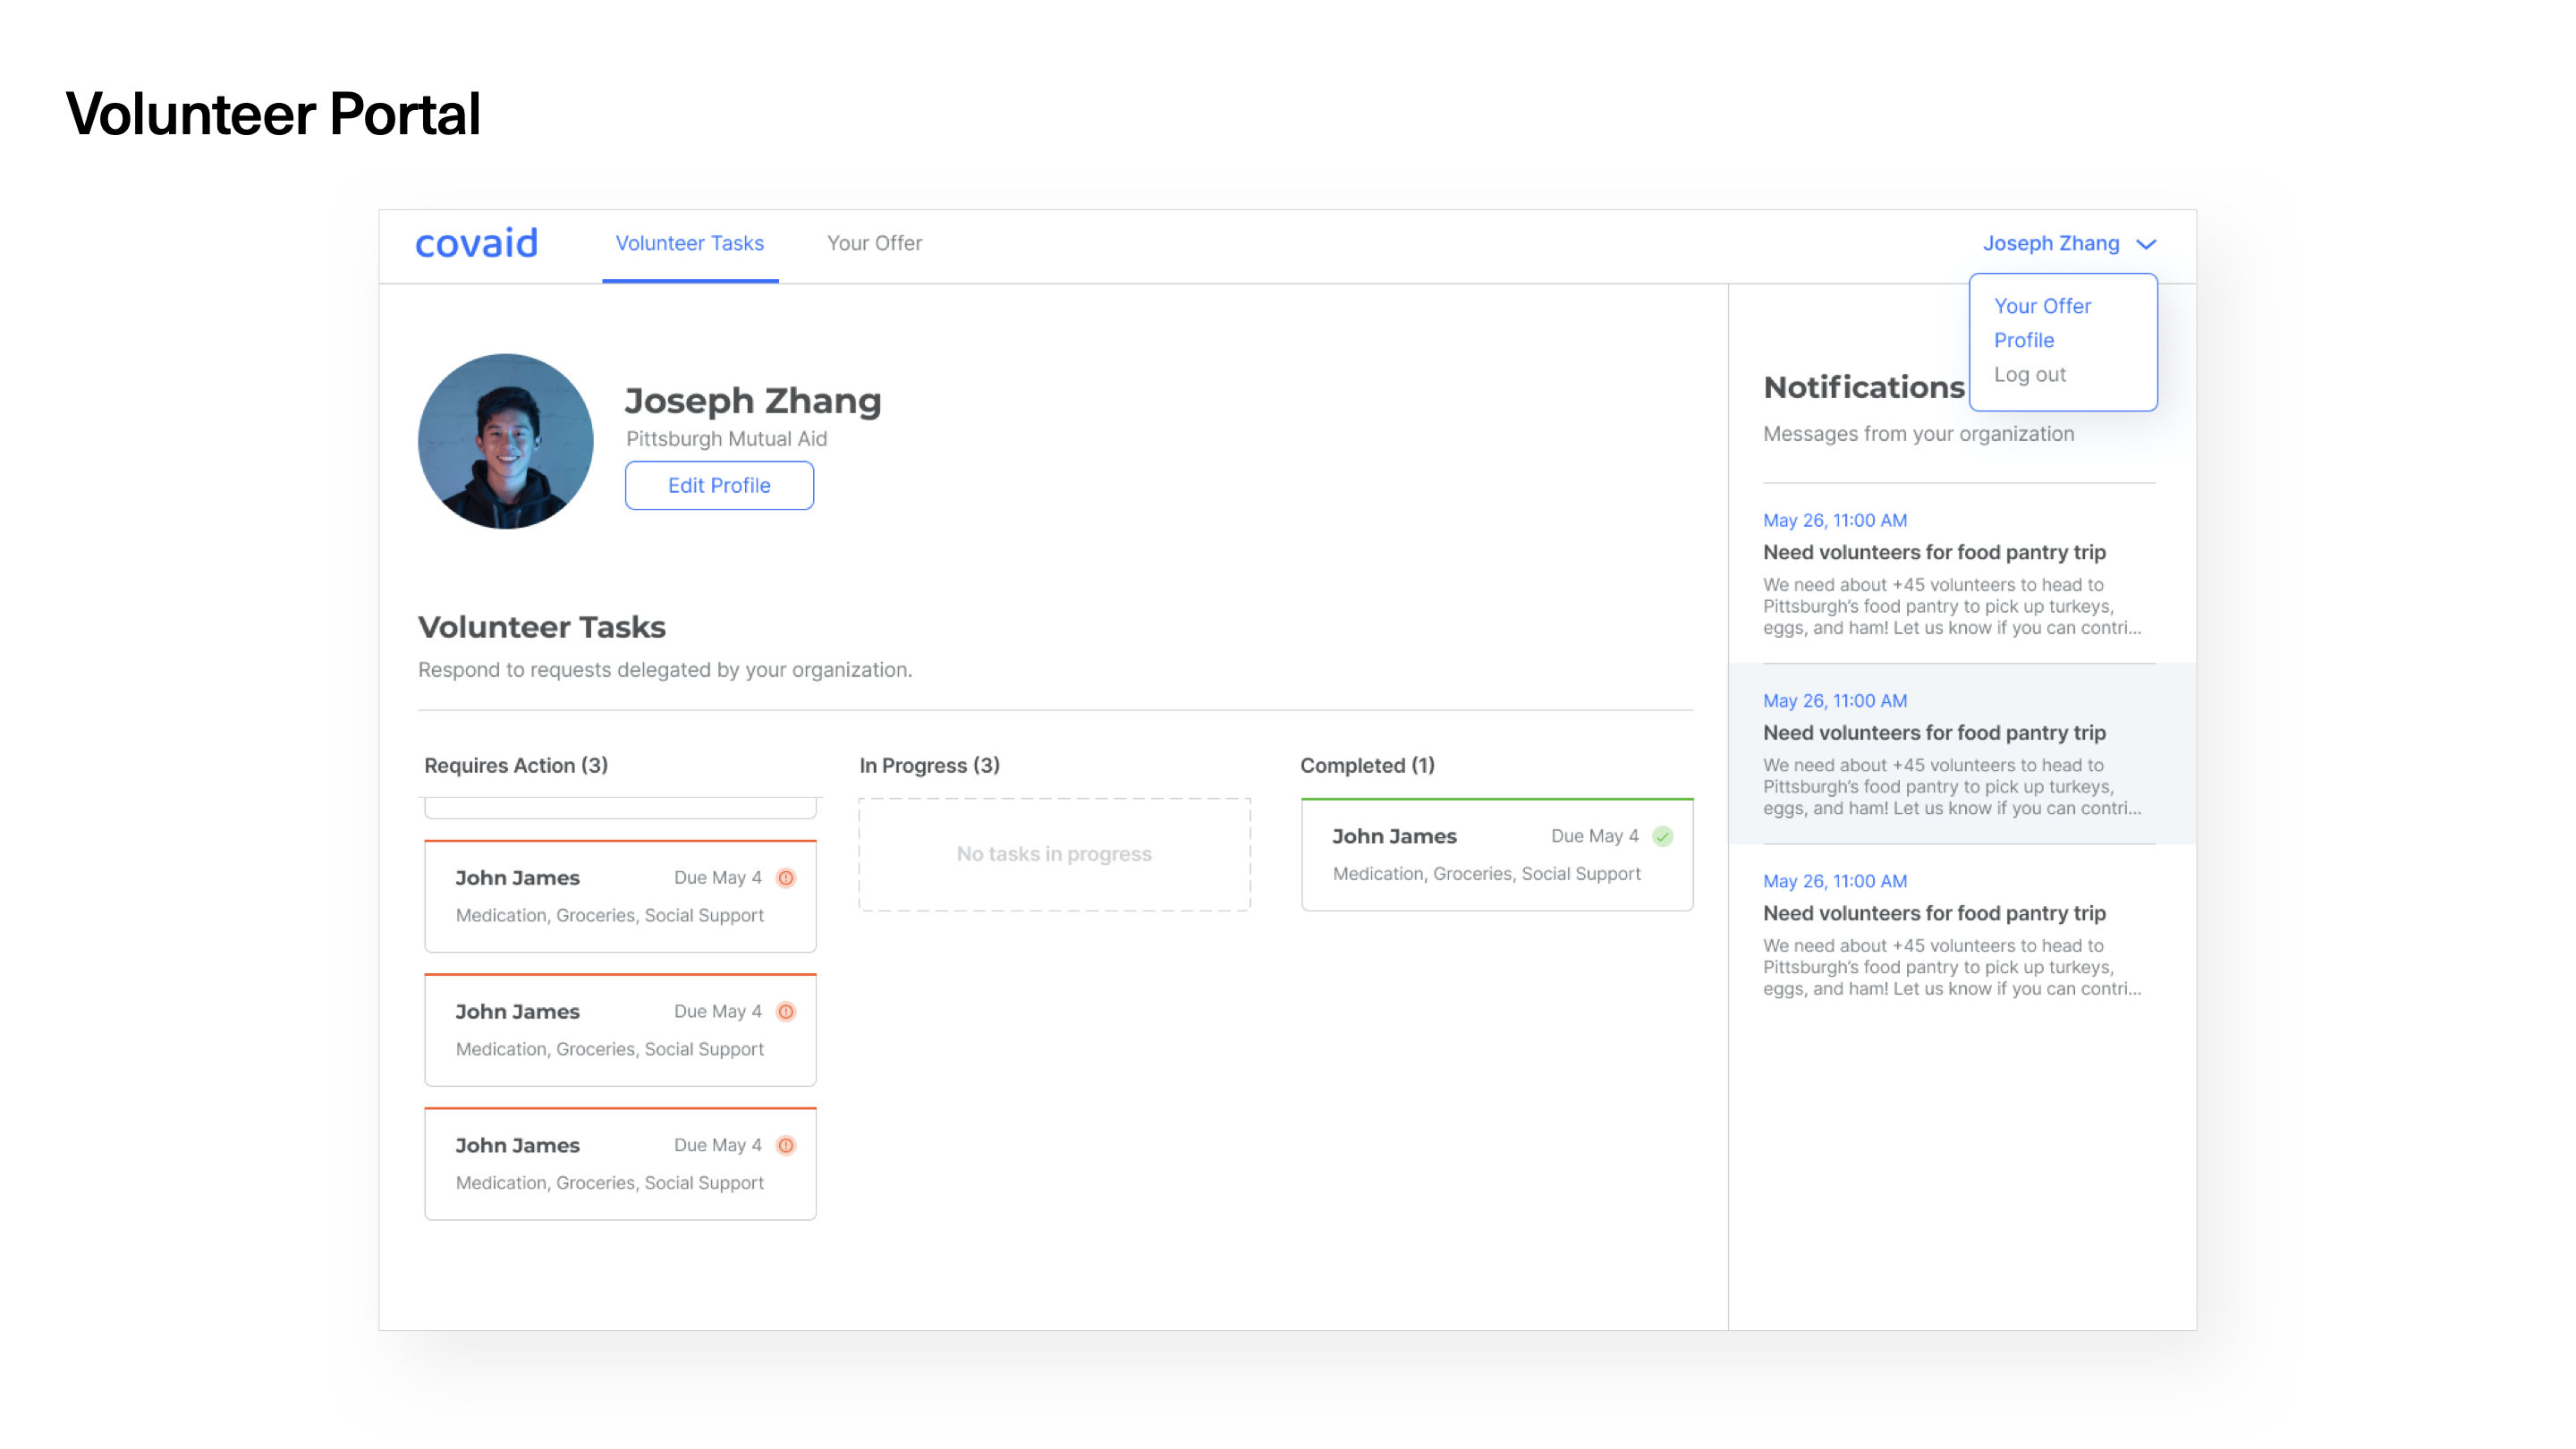 Volunteer Portal
covaid
Volunteer Tasks
Your Offer
Joseph Zhang
Your Offer
Profile
Log out
Joseph Zhang
Pittsburgh Mutual Aid
Edit Profile
Volunteer Tasks
Respond to requests delegated by your organization.
Requires Action (3)
John James Due May 4
Medication, Groceries, Social Support
John James Due May 4
Medication, Groceries, Social Support
John James Due May 4
Medication, Groceries, Social Support
In Progress (3)
No tasks in progress
Completed (1)
John James Due May 4
Medication, Groceries, Social Support
Notifications
Messages from your organization
May 26, 11:00 AM
Need volunteers for food pantry trip
We need about +45 volunteers to head to
Pittsburgh’s food pantry to pick up turkeys,
eggs, and ham! Let us know if you can contri...
May 26, 11:00 AM
Need volunteers for food pantry trip
We need about +45 volunteers to head to
Pittsburgh’s food pantry to pick up turkeys,
eggs, and ham! Let us know if you can contri...
May 26, 11:00 AM
Need volunteers for food pantry trip
We need about +45 volunteers to head to
Pittsburgh’s food pantry to pick up turkeys,
eggs, and ham! Let us know if you can contri...